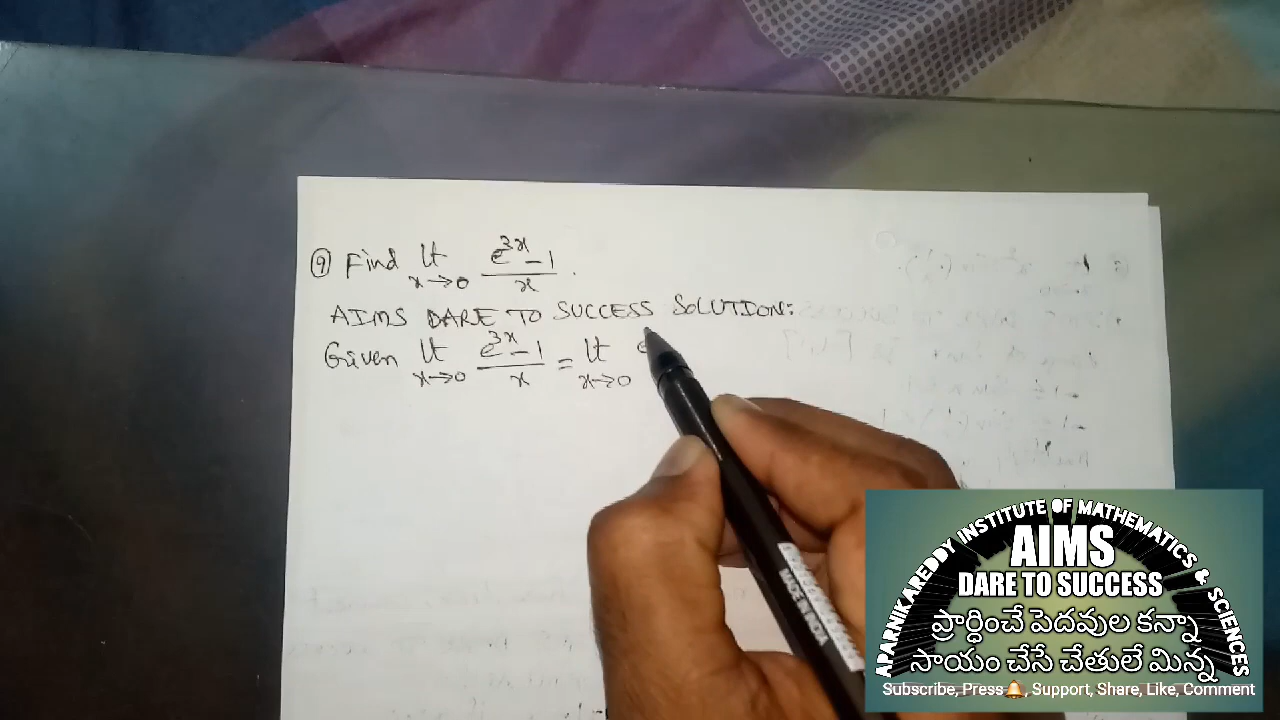 9 Find lt x→0 e^3x-1/x.
AIMS DARE TO SUCCESS SOLUTION:
Given lt x→0 e^3x-1/x = lt x→0 e
APARNIKAREDDY INSTITUTE OF MATHEMATICS & SCIENCES
AIMS
DARE TO SUCCESS
ప్రార్ధించే పెదవుల కన్నా
సాయం చేసే చేతులే మిన్న
Subscribe, Press🔔, Support, Share, Like, Comment